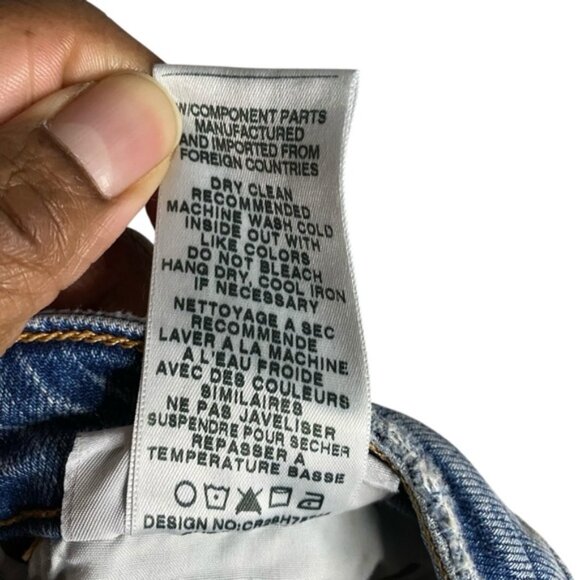 W/COMPONENT PARTS
MANUFACTURED
AND IMPORTED FROM
FOREIGN COUNTRIES
DRY CLEAN
RECOMMENDED
MACHINE WASH COLD
INSIDE OUT WITH
LIKE COLORS
DO NOT BLEACH
HANG DRY, COOL IRON
IF NECESSARY
NETTOYAGE A SEC
RECOMMENDE
LAVER A LA MACHINE
A L'EAU FROIDE
AVEC DES COULEURS
SIMILAIRES
NE PAS JAVELISER
SUSPENDRE POUR SECHER
REPASSER A
TEMPERATURE BASSE
DESIGN NO: